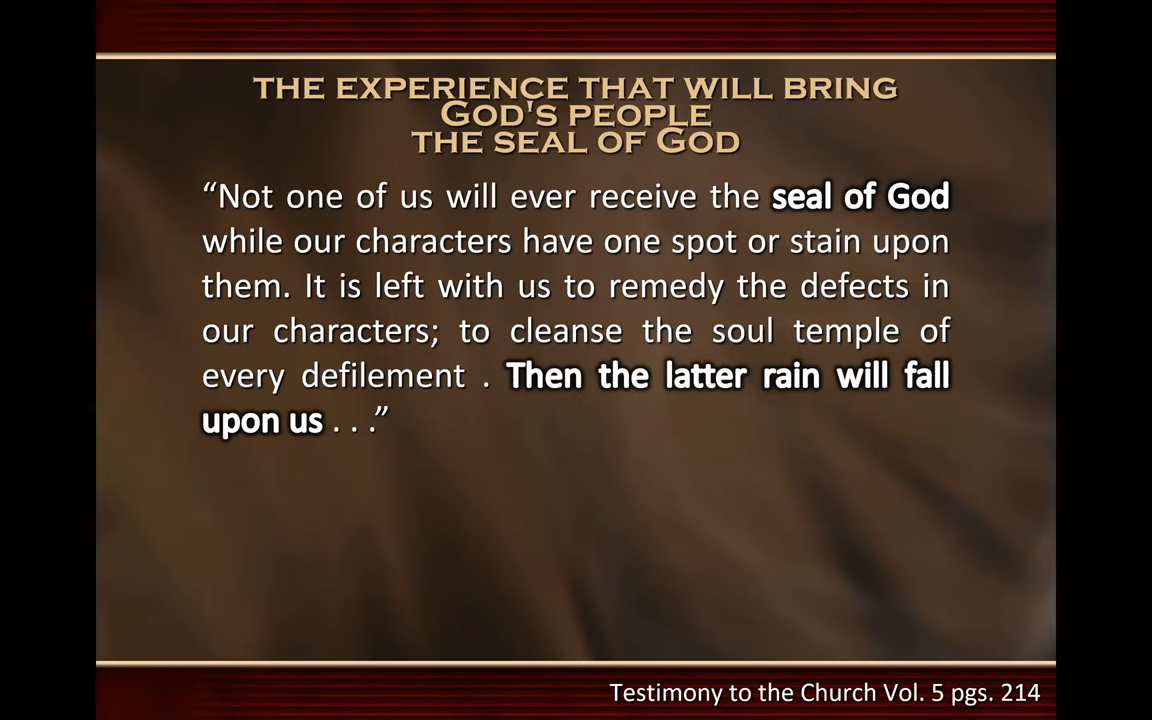 THE EXPERIENCE THAT WILL BRING
GOD'S PEOPLE
THE SEAL OF GOD
“Not one of us will ever receive the seal of God
while our characters have one spot or stain upon
them. It is left with us to remedy the defects in
our characters; to cleanse the soul temple of
every defilement . Then the latter rain will fall
upon us . . .”
Testimony to the Church Vol. 5 pgs. 214